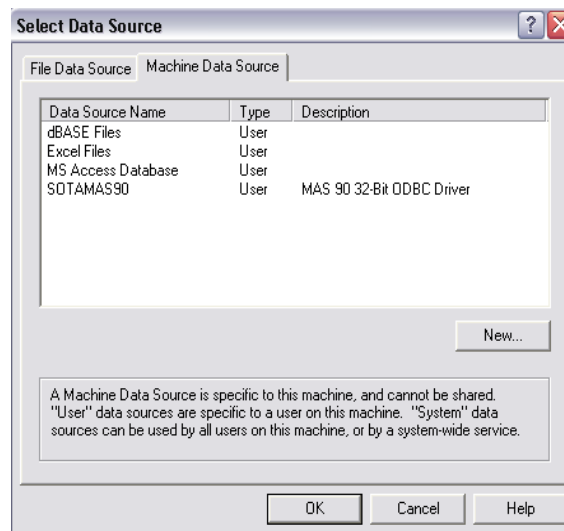 Select Data Source
File Data Source Machine Data Source
Data Source Name Type Description
dBASE Files User
Excel Files User
MS Access Database User
SOTAMAS90 User MAS 90 32-Bit ODBC Driver
New...
A Machine Data Source is specific to this machine, and cannot be shared.
"User" data sources are specific to a user on this machine. "System" data
sources can be used by all users on this machine, or by a system-wide service.
OK Cancel Help